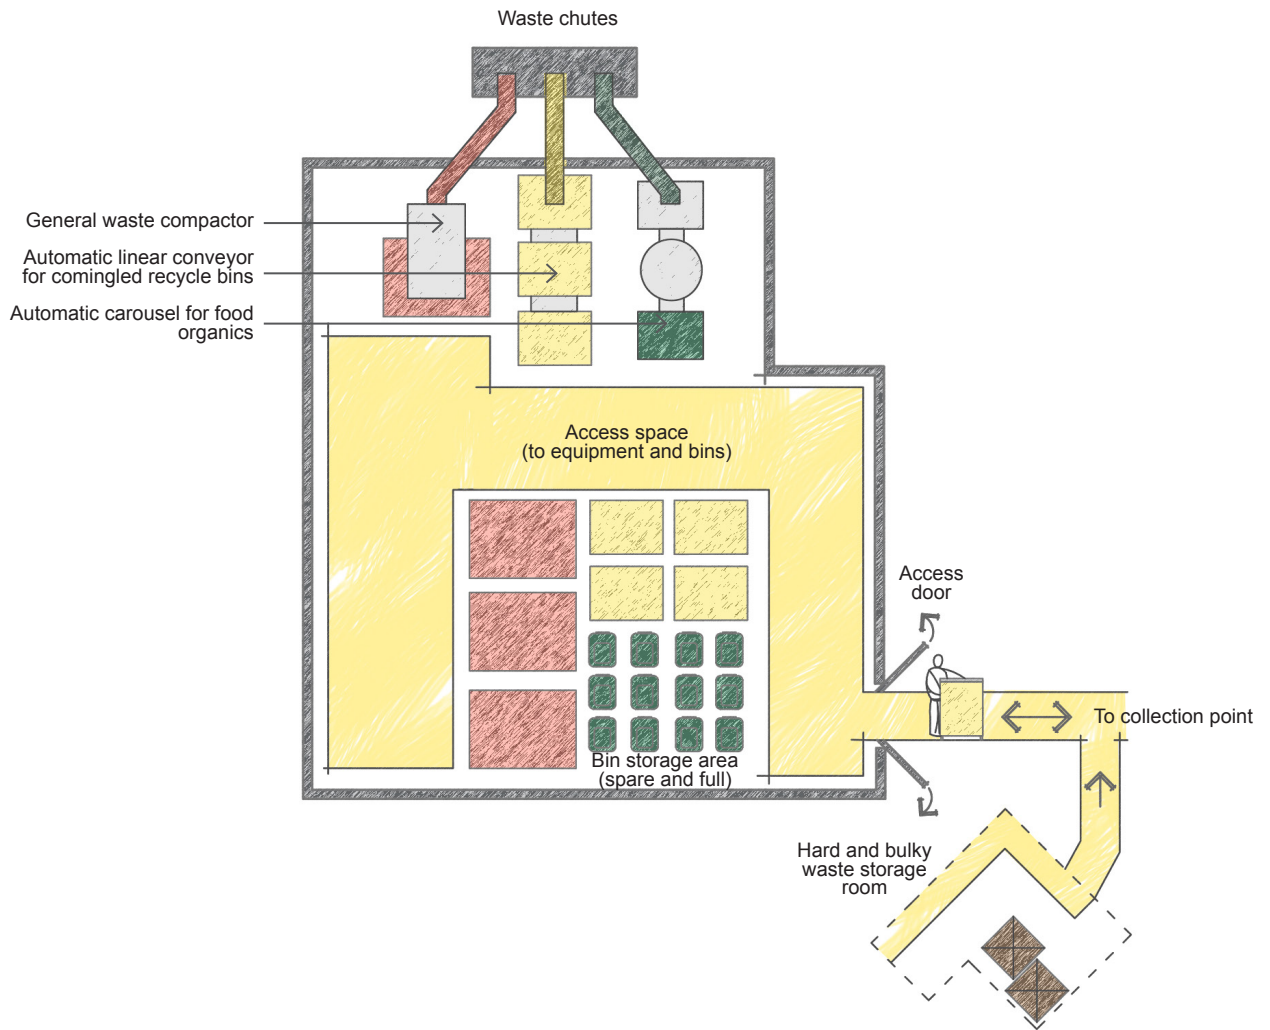 Waste chutes
General waste compactor
Automatic linear conveyor
for comingled recycle bins
Automatic carousel for food
organics
Access space
(to equipment and bins)
Access
door
To collection point
Bin storage area
(spare and full)
Hard and bulky
waste storage
room